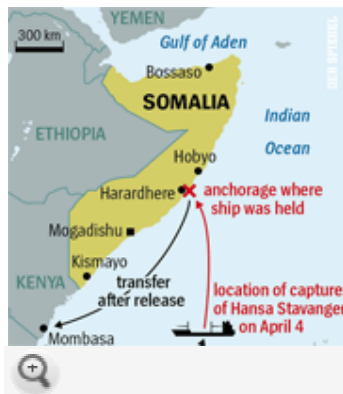 YEMEN
300 km
Gulf of Aden
DER SPIEGEL
Bossaso
SOMALIA
Indian
Ocean
ETHIOPIA
Hobyo
Harardhere
anchorage where
ship was held
Mogadishu
Kismayo
KENYA
transfer
after release
location of capture
of Hansa Stavanger
on April 4
Mombasa